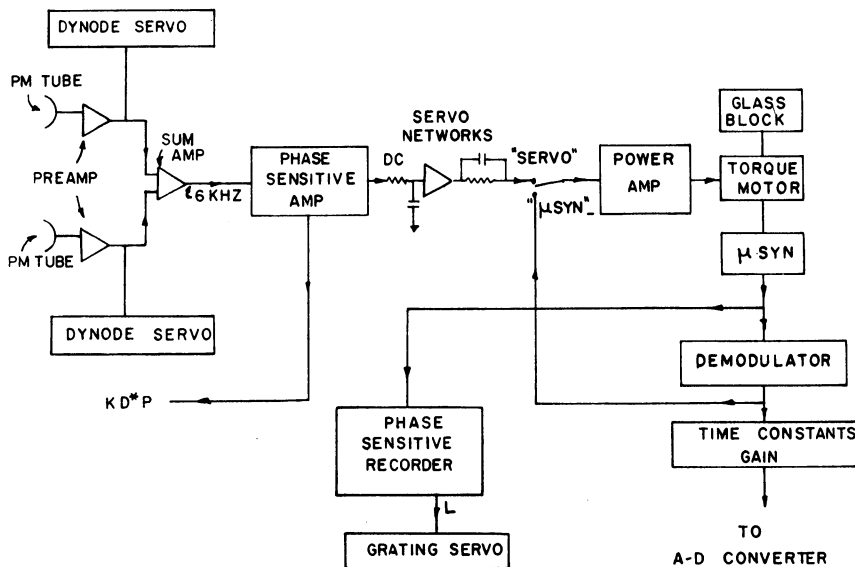 DYNODE SERVO
PM TUBE
SUM
AMP
PREAMP
6 KHZ
PM TUBE
DYNODE SERVO
PHASE
SENSITIVE
AMP
KD*P
DC
SERVO
NETWORKS
"SERVO"
"μSYN"
POWER
AMP
GLASS
BLOCK
TORQUE
MOTOR
μ SYN
DEMODULATOR
TIME CONSTANTS
GAIN
TO
A-D CONVERTER
PHASE
SENSITIVE
RECORDER
L
GRATING SERVO